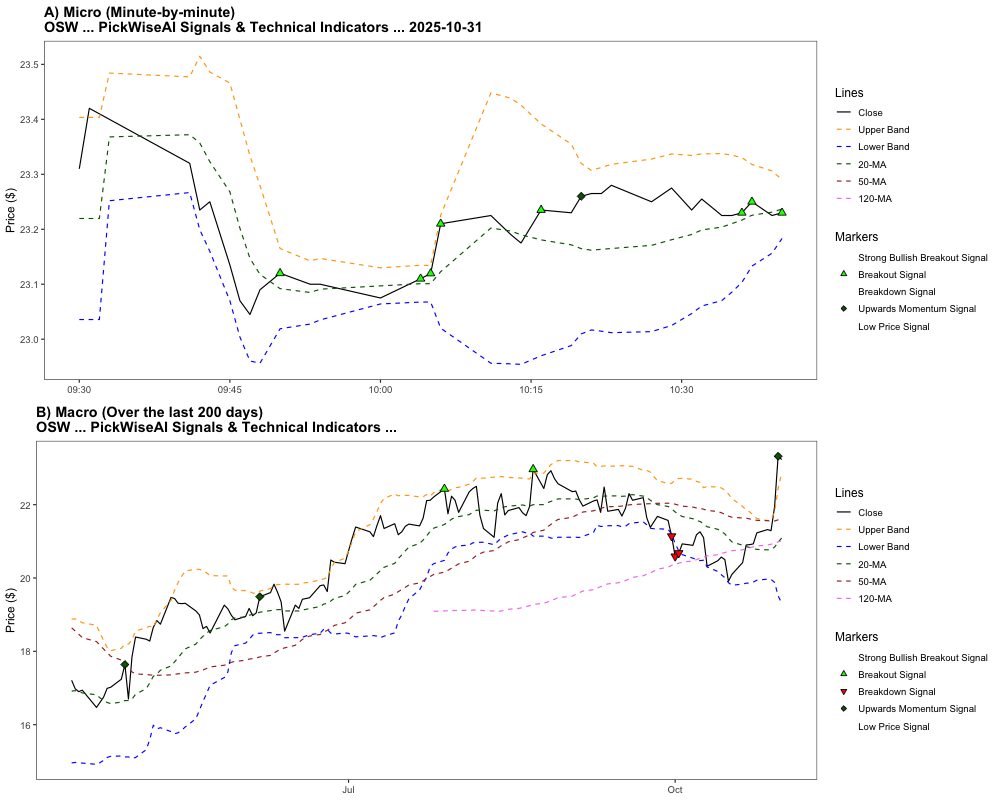 A) Micro (Minute-by-minute)
OSW ... PickWiseAI Signals & Technical Indicators ... 2025-10-31
23.5
23.4
23.3
23.2
23.1
23.0
Price ($)
09:30
09:45
10:00
10:15
10:30
Lines
Close
Upper Band
Lower Band
20-MA
50-MA
120-MA
Markers
Strong Bullish Breakout Signal
Breakout Signal
Breakdown Signal
Upwards Momentum Signal
Low Price Signal
B) Macro (Over the last 200 days)
OSW ... PickWiseAI Signals & Technical Indicators ...
22
20
18
16
Price ($)
Jul
Oct
Lines
Close
Upper Band
Lower Band
20-MA
50-MA
120-MA
Markers
Strong Bullish Breakout Signal
Breakout Signal
Breakdown Signal
Upwards Momentum Signal
Low Price Signal